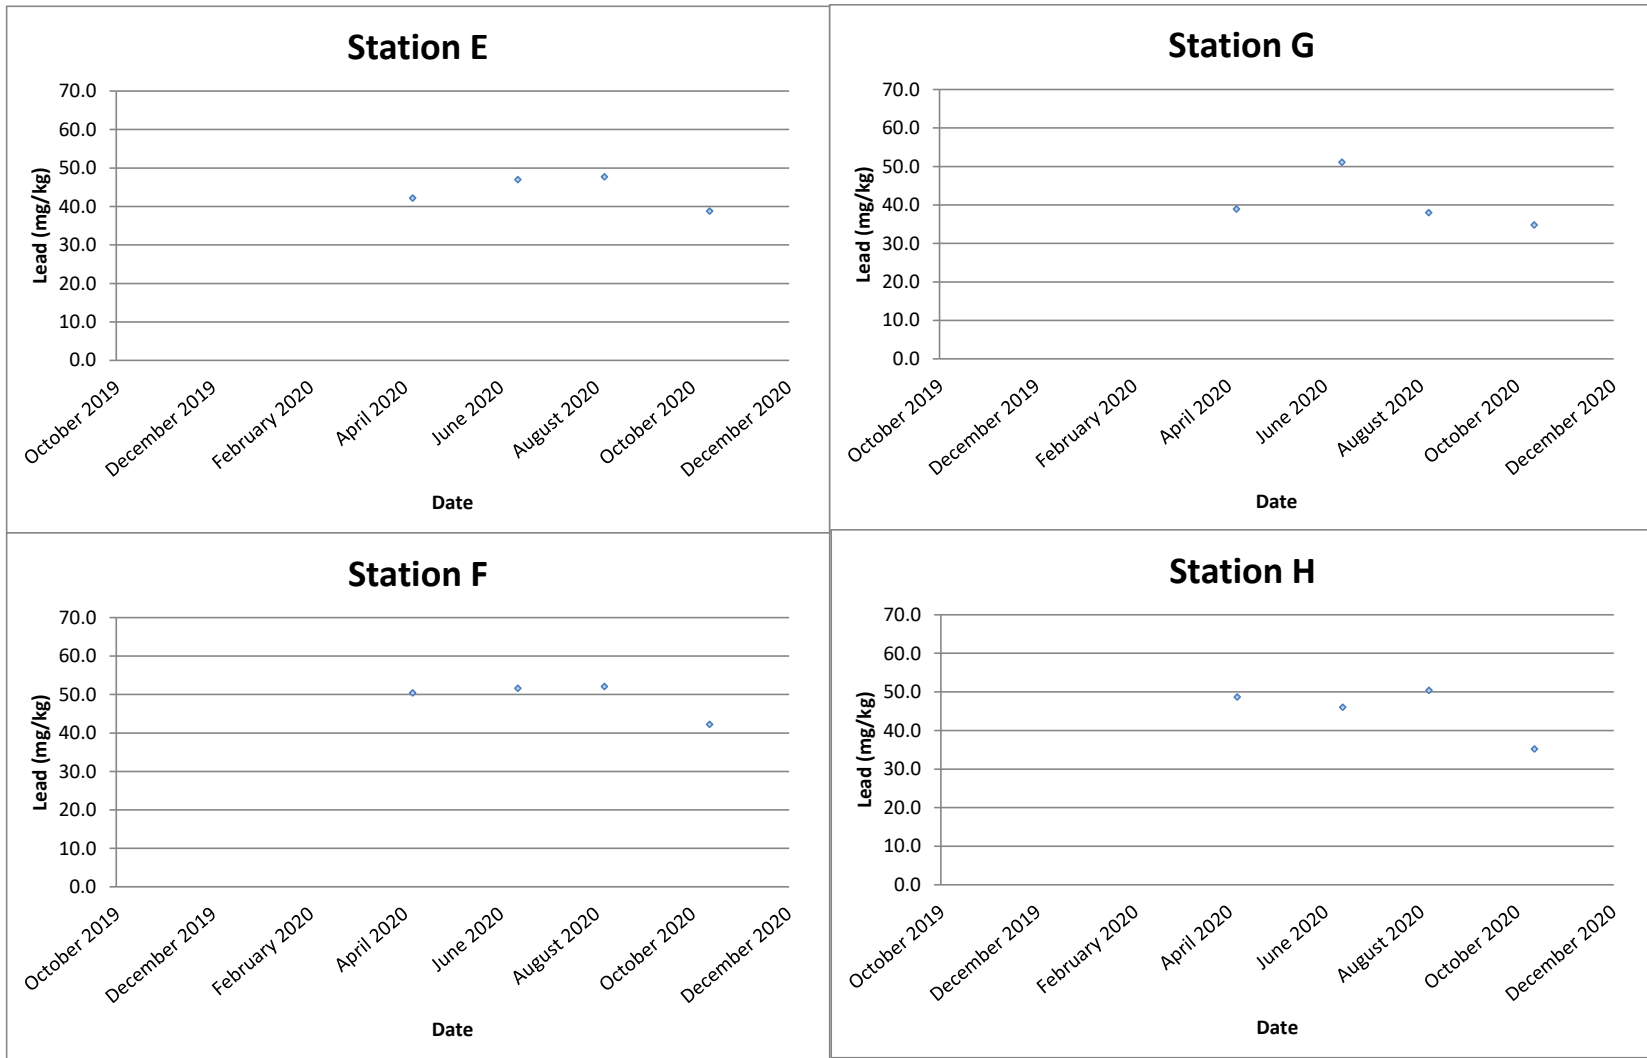 Station E
70.0
60.0
50.0
40.0
30.0
20.0
10.0
0.0
Lead (mg/kg)
October 2019
December 2019
February 2020
April 2020
June 2020
August 2020
October 2020
December 2020
Date
Station G
70.0
60.0
50.0
40.0
30.0
20.0
10.0
0.0
Lead (mg/kg)
October 2019
December 2019
February 2020
April 2020
June 2020
August 2020
October 2020
December 2020
Date
Station F
70.0
60.0
50.0
40.0
30.0
20.0
10.0
0.0
Lead (mg/kg)
October 2019
December 2019
February 2020
April 2020
June 2020
August 2020
October 2020
December 2020
Date
Station H
70.0
60.0
50.0
40.0
30.0
20.0
10.0
0.0
Lead (mg/kg)
October 2019
December 2019
February 2020
April 2020
June 2020
August 2020
October 2020
December 2020
Date